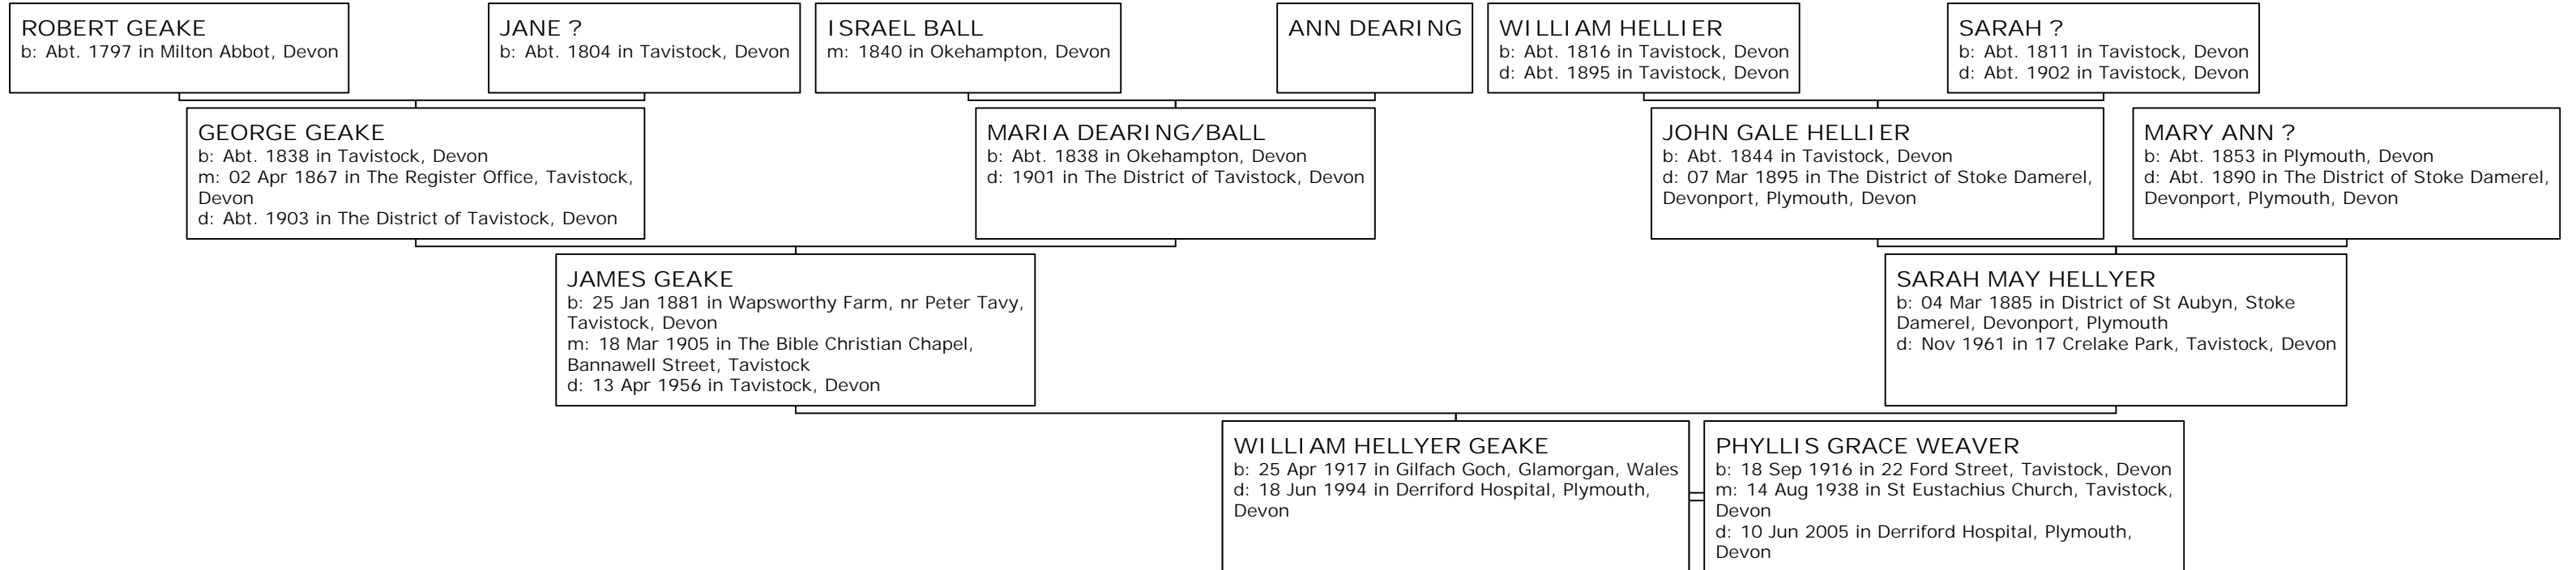 ROBERT GEAKE
b: Abt. 1797 in Milton Abbot, Devon
JANE ?
b: Abt. 1804 in Tavistock, Devon
ISRAEL BALL
m: 1840 in Okehampton, Devon
ANN DEARING
WILLIAM HELLIER
b: Abt. 1816 in Tavistock, Devon
d: Abt. 1895 in Tavistock, Devon
SARAH ?
b: Abt. 1811 in Tavistock, Devon
d: Abt. 1902 in Tavistock, Devon
GEORGE GEAKE
b: Abt. 1838 in Tavistock, Devon
m: 02 Apr 1867 in The Register Office, Tavistock,
Devon
d: Abt. 1903 in The District of Tavistock, Devon
MARIA DEARING/BALL
b: Abt. 1838 in Okehampton, Devon
d: 1901 in The District of Tavistock, Devon
JOHN GALE HELLIER
b: Abt. 1844 in Tavistock, Devon
d: 07 Mar 1895 in The District of Stoke Damerel,
Devonport, Plymouth, Devon
MARY ANN ?
b: Abt. 1853 in Plymouth, Devon
d: Abt. 1890 in The District of Stoke Damerel,
Devonport, Plymouth, Devon
JAMES GEAKE
b: 25 Jan 1881 in Wapsworthy Farm, nr Peter Tavy,
Tavistock, Devon
m: 18 Mar 1905 in The Bible Christian Chapel,
Bannawell Street, Tavistock
d: 13 Apr 1956 in Tavistock, Devon
SARAH MAY HELLYER
b: 04 Mar 1885 in District of St Aubyn, Stoke
Damerel, Devonport, Plymouth
d: Nov 1961 in 17 Crelake Park, Tavistock, Devon
WILLIAM HELLYER GEAKE
b: 25 Apr 1917 in Gilfach Goch, Glamorgan, Wales
d: 18 Jun 1994 in Derriford Hospital, Plymouth,
Devon
PHYLLIS GRACE WEAVER
b: 18 Sep 1916 in 22 Ford Street, Tavistock, Devon
m: 14 Aug 1938 in St Eustachius Church, Tavistock,
Devon
d: 10 Jun 2005 in Derriford Hospital, Plymouth,
Devon